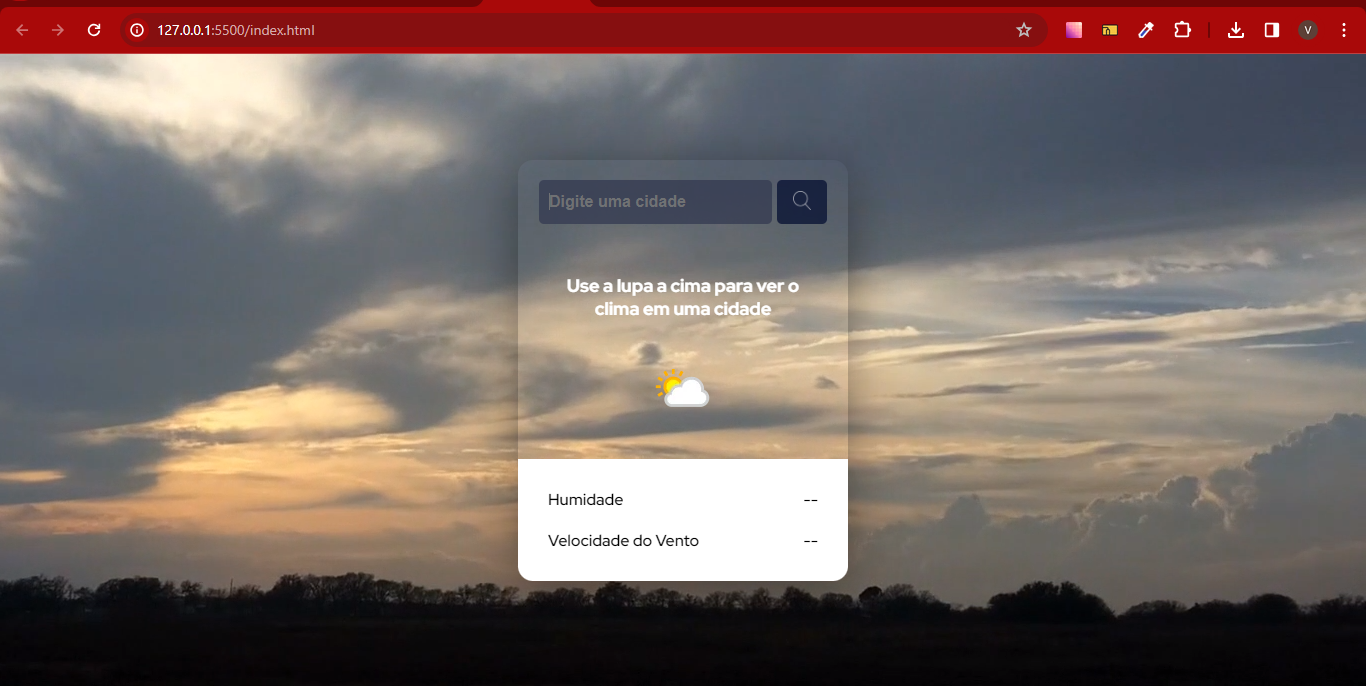 127.0.0.1:5500/index.html
V
Digite uma cidade
Use a lupa a cima para ver o
clima em uma cidade
Humidade --
Velocidade do Vento --